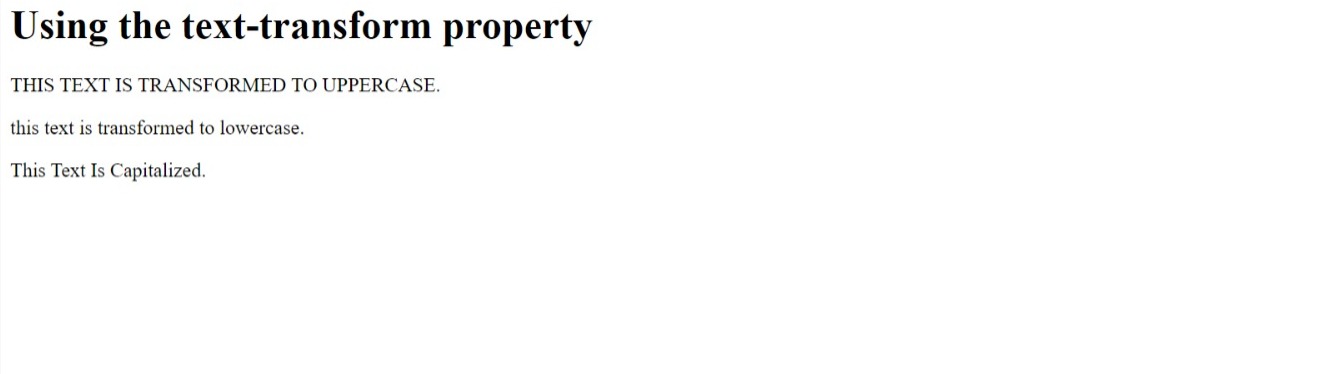 Using the text-transform property
THIS TEXT IS TRANSFORMED TO UPPERCASE.
this text is transformed to lowercase.
This Text Is Capitalized.